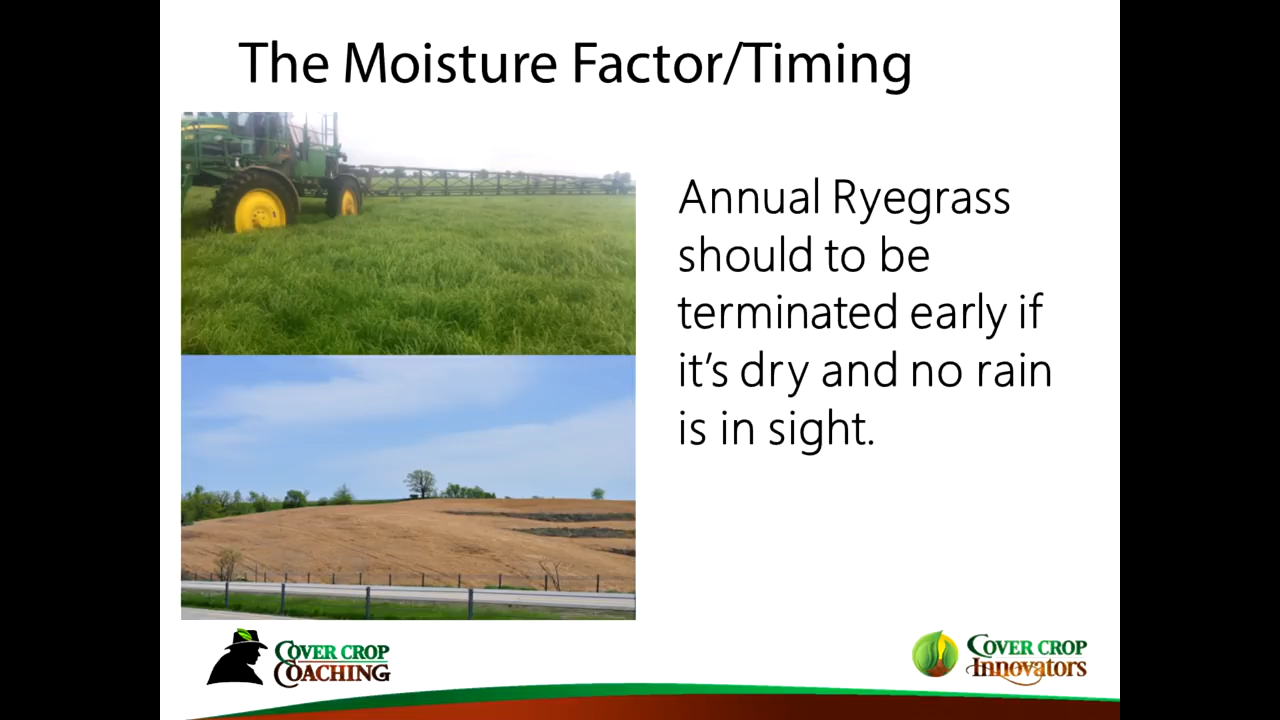 The Moisture Factor/Timing
Annual Ryegrass
should to be
terminated early if
it's dry and no rain
is in sight.
COVER CROP
COACHING
COVER CROP
INNOVATORS